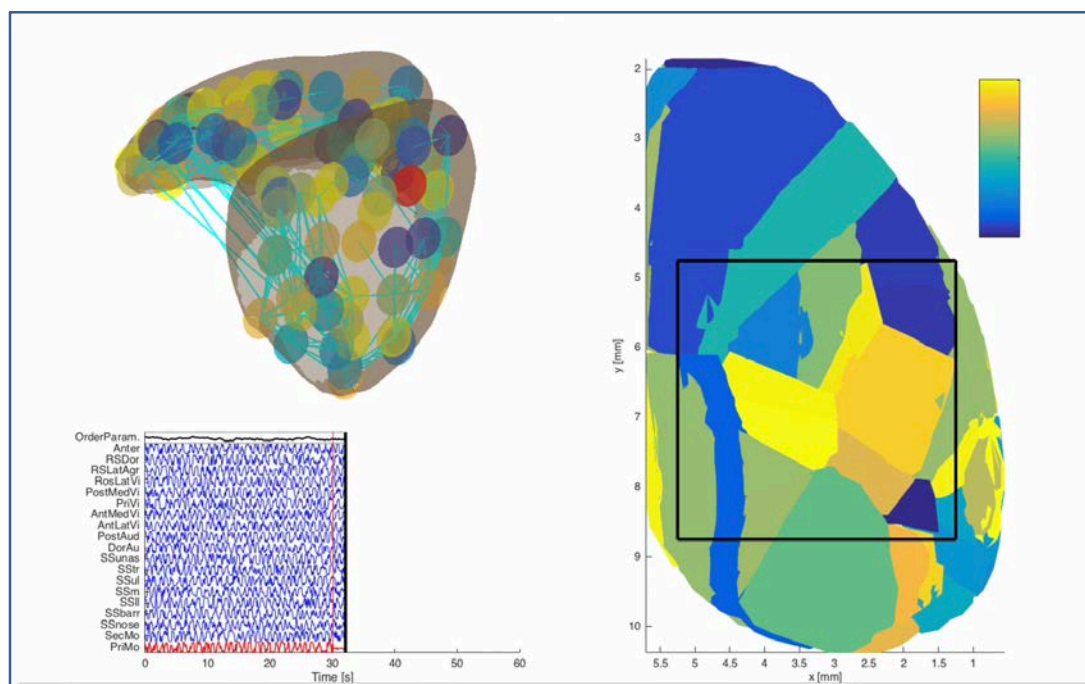 OrderParam.
Anter
RSDor
RSLatAgr
RosLatVi
PostMedVi
PriVi
AntMedVi
AntLatVi
PostAud
DorAu
SSunas
SStr
SSul
SSm
SSll
SSbarr
SSnose
SecMo
PriMo
0 10 20 30 40 50 60
Time [s]
2
3
4
5
6
7
8
9
10
y [mm]
5.5 5 4.5 4 3.5 3 2.5 2 1.5 1
x [mm]